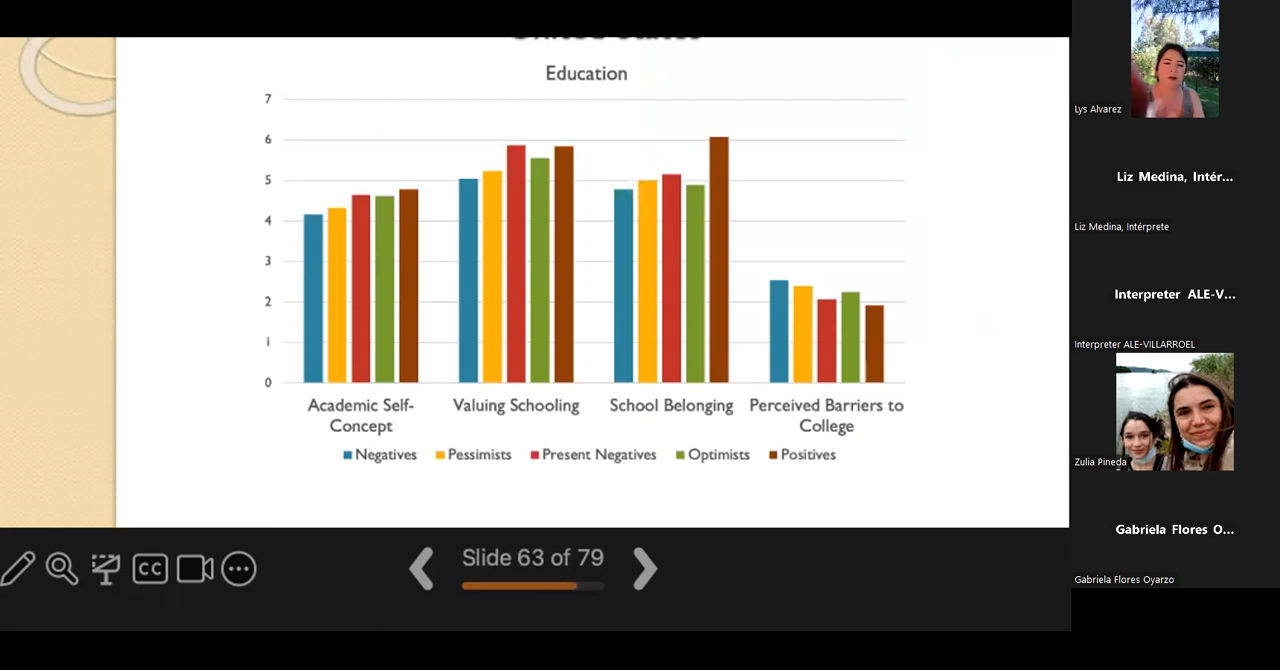 United States
Education
7
6
5
4
3
2
1
0
Academic Self-
Concept
Valuing Schooling
School Belonging
Perceived Barriers to
College
Negatives
Pessimists
Present Negatives
Optimists
Positives
CC
Slide 63 of 79
Lys Alvarez
Liz Medina, Intér...
Liz Medina, Intérprete
Interpreter ALE-V...
Interpreter ALE-VILLARROEL
Zulia Pineda
Gabriela Flores O...
Gabriela Flores Oyarzo